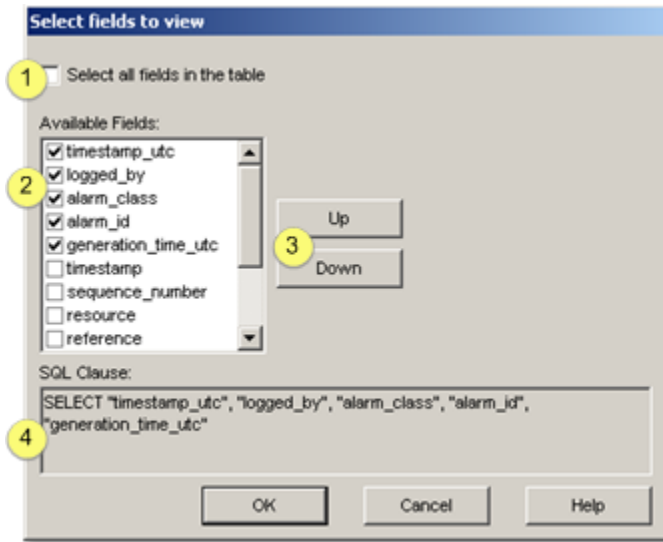 Select fields to view
1
Select all fields in the table
Available Fields:
timestamp_utc
logged_by
2
alarm_class
alarm_id
generation_time_utc
timestamp
sequence_number
resource
reference
Up
3
Down
SQL Clause:
SELECT "timestamp_utc", "logged_by", "alarm_class", "alarm_id",
"generation_time_utc"
4
OK Cancel Help